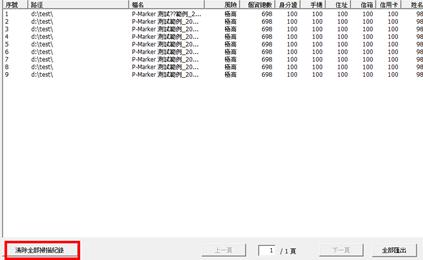 序號 路徑 檔名 風險 個資總數 身分證 手機 住址 信箱 信用卡 姓名
1 d:\test\ P-Marker 測試??範例_2... 極高 698 100 100 100 100 100 98
2 d:\test\ P-Marker 測試範例_20... 極高 698 100 100 100 100 100 98
3 d:\test\ P-Marker 測試範例_20... 極高 698 100 100 100 100 100 98
4 d:\test\ P-Marker 測試範例_20... 極高 698 100 100 100 100 100 98
5 d:\test\ P-Marker 測試範例_20... 極高 698 100 100 100 100 100 98
6 d:\test\ P-Marker 測試範例_20... 極高 698 100 100 100 100 100 98
7 d:\test\ P-Marker 測試範例_20... 極高 698 100 100 100 100 100 98
8 d:\test\ P-Marker 測試範例_20... 極高 698 100 100 100 100 100 98
9 d:\test\ P-Marker 測試範例_20... 極高 698 100 100 100 100 100 98
清除全部掃描紀錄 上一頁 1 / 1 頁 下一頁 全部匯出